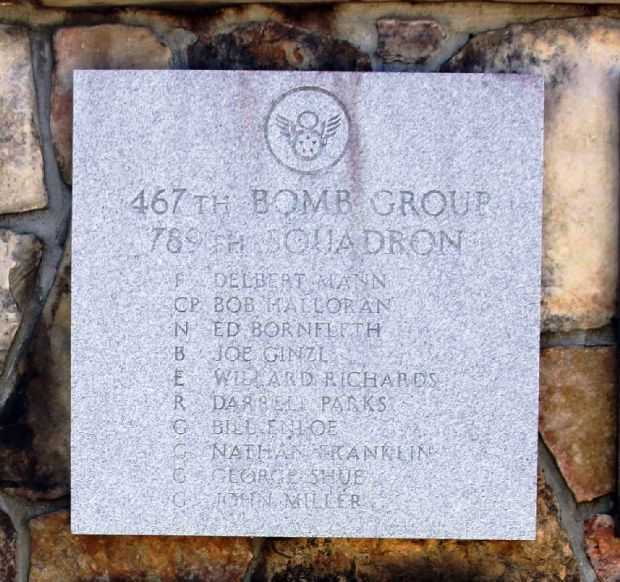 467TH BOMB GROUP
789TH SQUADRON
P DELBERT MANN
CP BOB HALLORAN
N ED BORNFLETH
B JOE GINZL
E WILLARD RICHARDS
R DARRELL PARKS
G BILL ENLOE
G NATHAN FRANKLIN
G GEORGE SHUE
G JOHN MILLER